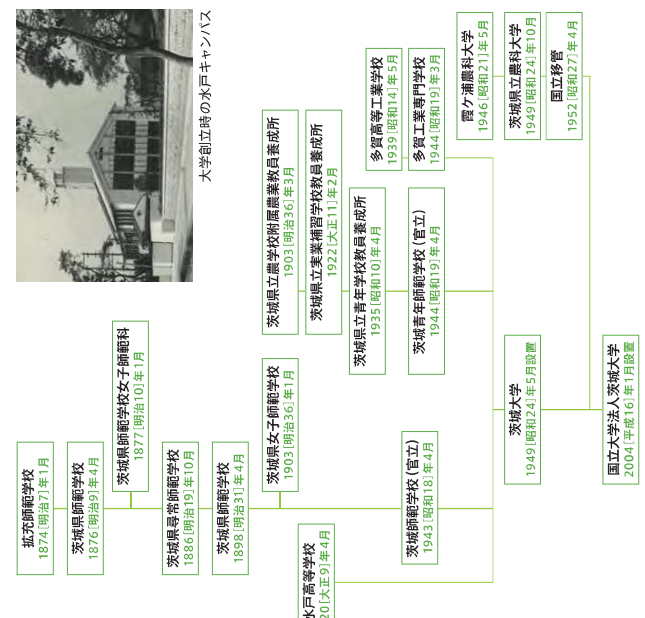 大学創立時の水戸キャンパス
拡充師範学校
1874[明治7]年1月
茨城県師範学校
1876[明治9]年4月
茨城県師範学校女子師範科
1877[明治10]年1月
茨城県尋常師範学校
1886[明治19]年10月
茨城県師範学校
1898[明治31]年4月
茨城県女子師範学校
1903[明治36]年1月
水戸高等学校
20[大正9]年4月
茨城師範学校(官立)
1943[昭和18]年4月
茨城県立農学校附属農業教員養成所
1903[明治36]年3月
茨城県立実業補習学校教員養成所
1922[大正11]年2月
茨城県立青年学校教員養成所
1935[昭和10]年4月
茨城青年師範学校(官立)
1944[昭和19]年4月
多賀高等工業学校
1939[昭和14]年5月
多賀工業専門学校
1944[昭和19]年3月
霞ケ浦農科大学
1946[昭和21]年5月
茨城県立農科大学
1949[昭和24]年10月
国立移管
1952[昭和27]年4月
茨城大学
1949[昭和24]年5月設置
国立大学法人茨城大学
2004[平成16]年1月設置